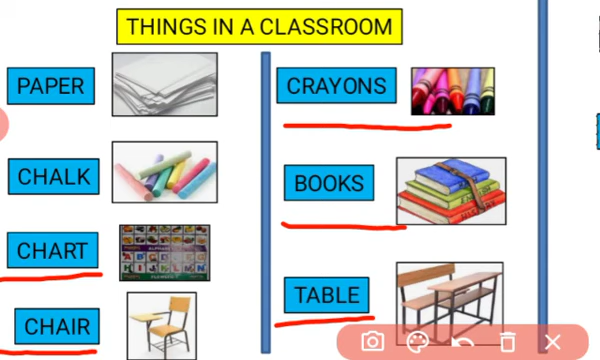 THINGS IN A CLASSROOM
PAPER
CHALK
CHART
CHAIR
CRAYONS
BOOKS
TABLE